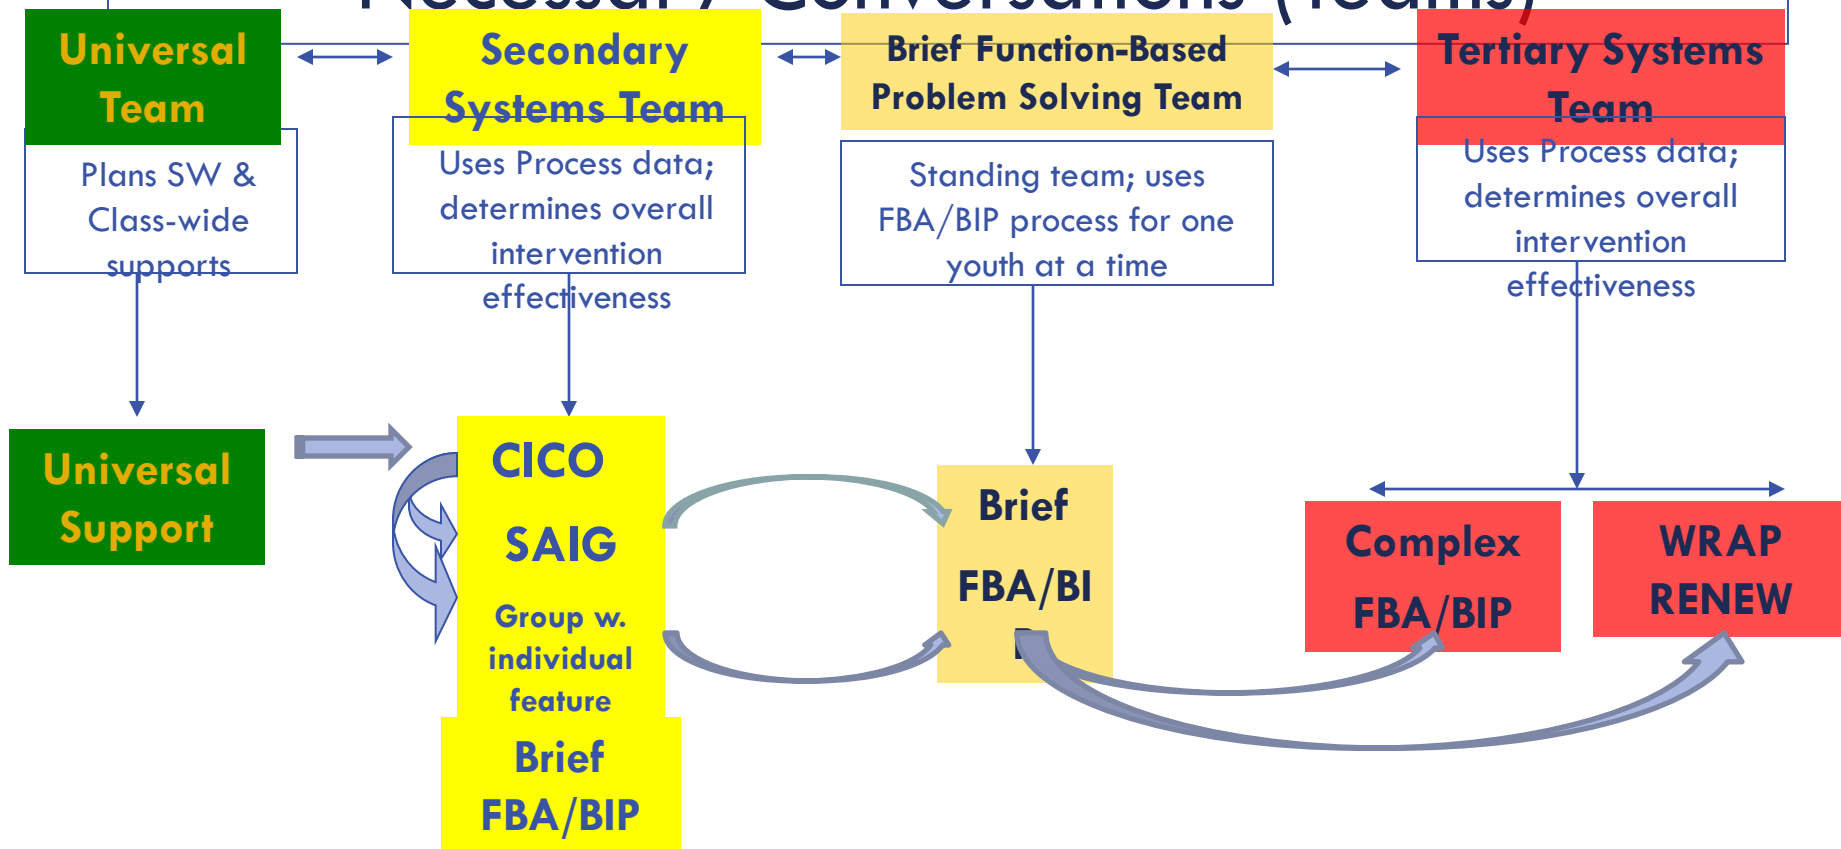 Necessary Conversations (Teams)
Universal
Team
Secondary
Systems Team
Brief Function-Based
Problem Solving Team
Tertiary Systems
Team
Plans SW &
Class-wide
supports
Uses Process data;
determines overall
intervention
effectiveness
Standing team; uses
FBA/BIP process for one
youth at a time
Uses Process data;
determines overall
intervention
effectiveness
Universal
Support
CICO
SAIG
Group w.
individual
feature
Brief
FBA/BIP
Brief
FBA/BI
P
Complex
FBA/BIP
WRAP
RENEW